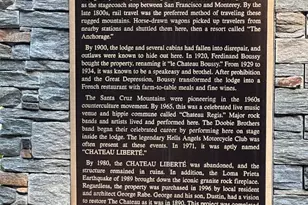 as the stagecoach stop between San Francisco and Monterey. By the
late 1800s, rail travel was the preferred method of traveling those
rugged mountains. Horse-drawn wagons picked up travelers from
nearby stations and shuttled them here, then a resort called "The
Anchorage."
By 1900, the lodge and several cabins had fallen into disrepair, and
outlaws were known to hide out here. In 1920, Ferdinand Boussy
bought the property, renaming it "le Chateau Boussy." From 1929 to
1934, it was known to be a speakeasy and brothel. After prohibition
and the Great Depression, Boussy transformed the lodge into a
French restaurant with farm-to-table meals and fine wines.
The Santa Cruz Mountains were pioneering in the 1960s
counterculture movement. By 1965, this was a celebrated live music
venue and hippie commune called "Chateau Regis." Major rock
bands and artists lived and performed here. The Doobie Brothers
band began their celebrated career by performing here on stage
inside the lodge. The legendary Hells Angels Motorcycle Club was
often present at these events. In 1971, it was aptly named
"CHATEAU LIBERTÉ."
By 1980, the CHATEAU LIBERTÉ was abandoned, and the
structure remained in ruins. In addition, the Loma Prieta
Earthquake of 1989 brought down the iconic granite rock fireplace.
Regardless, the property was purchased in 1996 by local resident
and architect George Rabe. George and his son, Dustin, had a vision
to restore The Chateau as it was in 1890. This project was completed